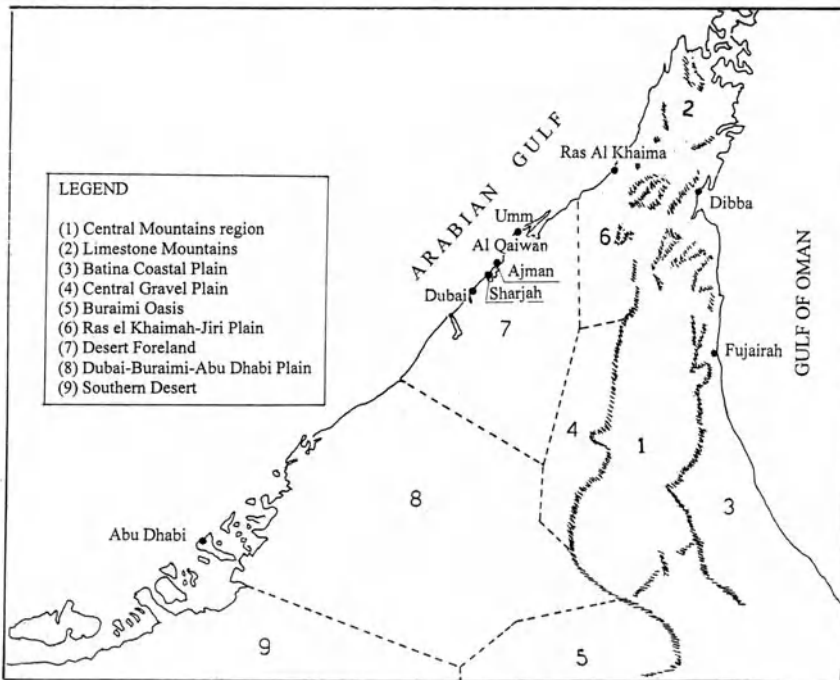 LEGEND
(1) Central Mountains region
(2) Limestone Mountains
(3) Batina Coastal Plain
(4) Central Gravel Plain
(5) Buraimi Oasis
(6) Ras el Khaimah-Jiri Plain
(7) Desert Foreland
(8) Dubai-Buraimi-Abu Dhabi Plain
(9) Southern Desert
ARABIAN GULF
2
Ras Al Khaima
Dibba
Umm
Al Qaiwan
6
Ajman
Sharjah
Dubai
7
GULF OF OMAN
Fujairah
4
1
8
3
Abu Dhabi
9
5